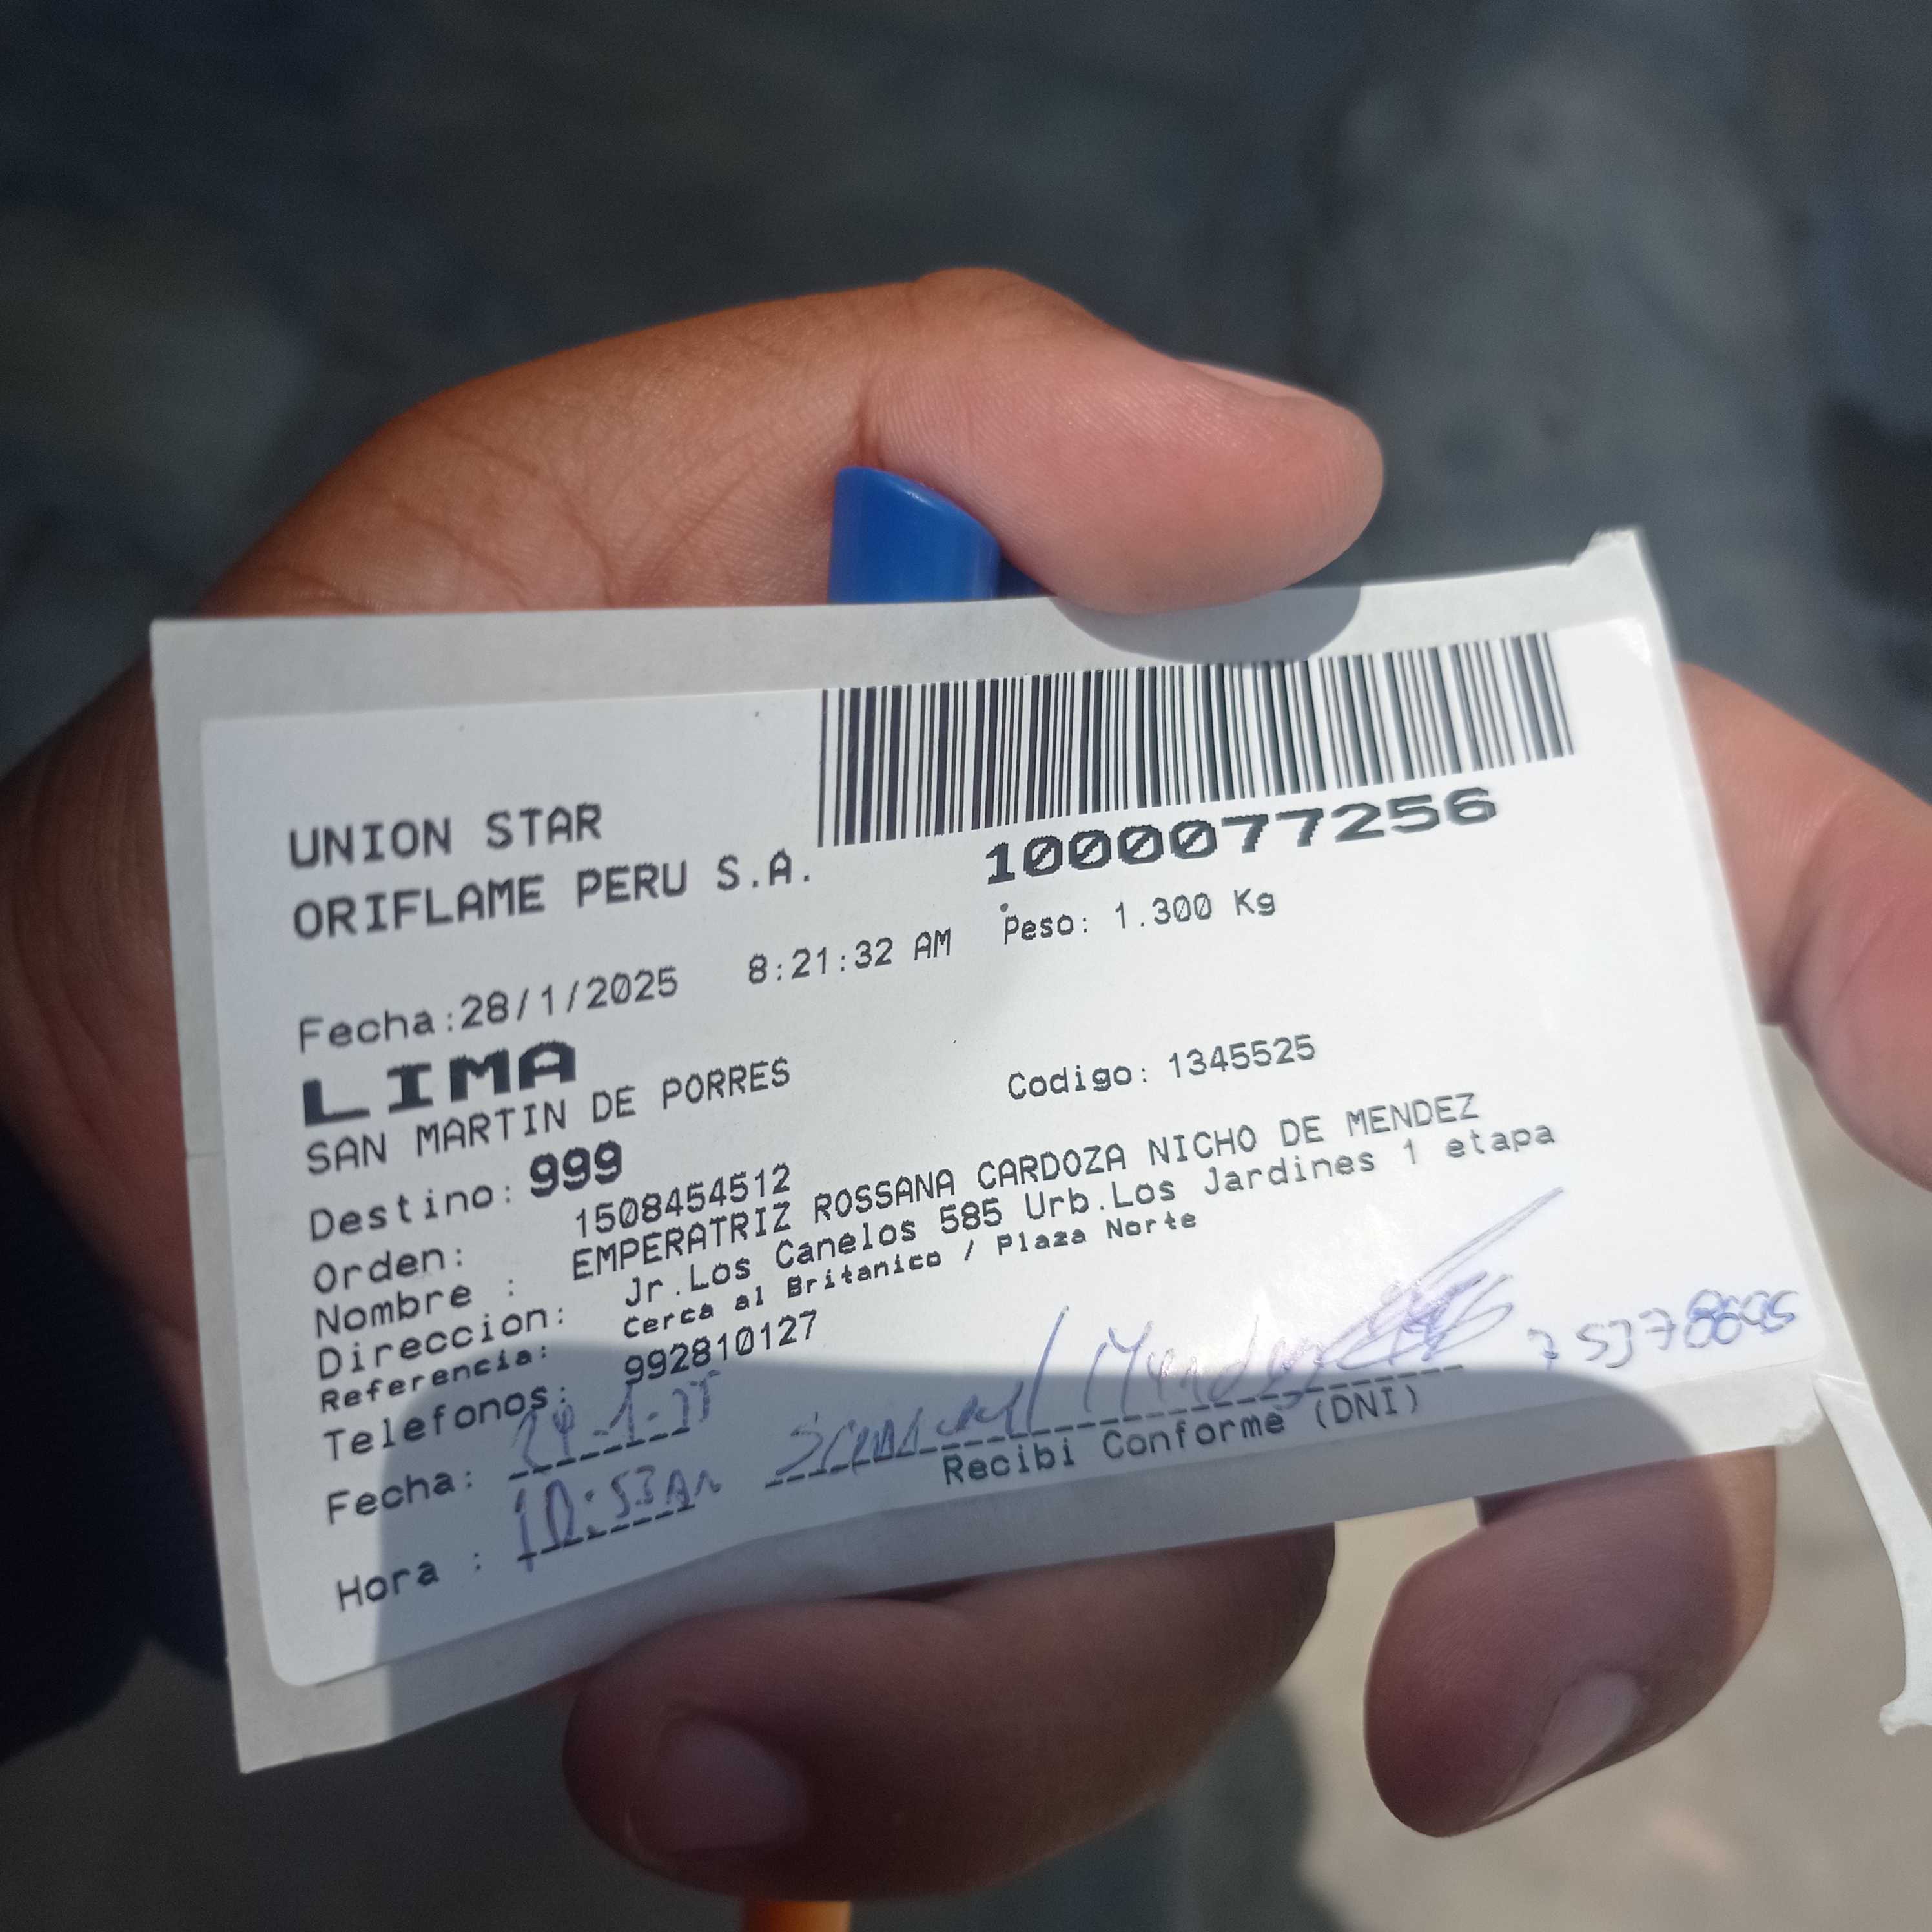 UNION STAR
ORIFLAME PERU S.A.
1000077256
Fecha:28/1/2025 8:21:32 AM Peso: 1.300 Kg
LIMA
SAN MARTIN DE PORRES Codigo: 1345525
Destino: 999
Orden: 1508454512
Nombre : EMPERATRIZ ROSSANA CARDOZA NICHO DE MENDEZ
Direccion: Jr.Los Canelos 585 Urb.Los Jardines 1 etapa
Referencia: Cerca al Britanico / Plaza Norte
Telefonos: 992810127
Fecha:
Hora : 10:53 AM
Recibi Conforme (DNI)